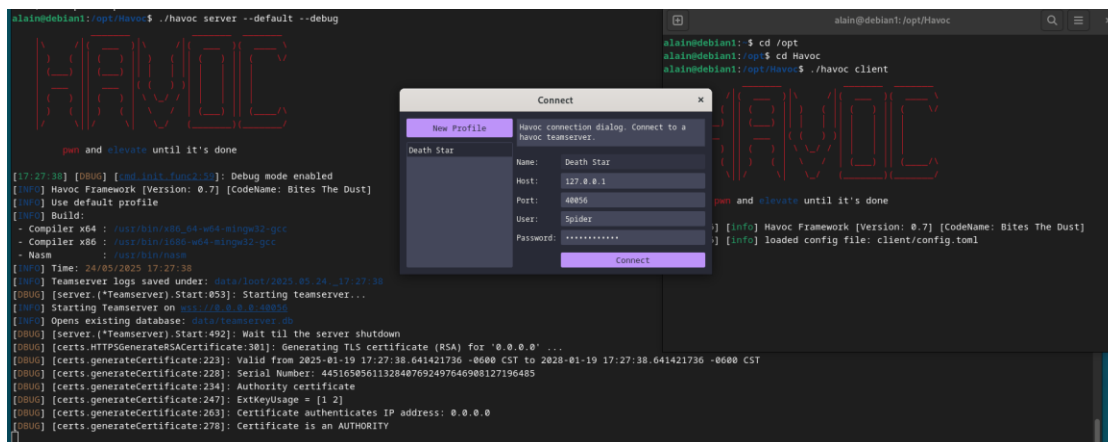 alain@debian1:/opt/Havoc$ ./havoc server --default --debug
pwn and elevate until it's done
[17:27:38] [DBUG] [cmd.init.func2:59]: Debug mode enabled
[INFO] Havoc Framework [Version: 0.7] [CodeName: Bites The Dust]
[INFO] Use default profile
[INFO] Build:
- Compiler x64 : /usr/bin/x86_64-w64-mingw32-gcc
- Compiler x86 : /usr/bin/i686-w64-mingw32-gcc
- Nasm : /usr/bin/nasm
[INFO] Time: 24/05/2025 17:27:38
[INFO] Teamserver logs saved under: data/loot/2025.05.24._17:27:38
[DBUG] [server.(*Teamserver).Start:053]: Starting teamserver...
[INFO] Starting Teamserver on wss://0.0.0.0:40056
[INFO] Opens existing database: data/teamserver.db
[DBUG] [server.(*Teamserver).Start:492]: Wait til the server shutdown
[DBUG] [certs.HTTPSGenerateRSACertificate:301]: Generating TLS certificate (RSA) for '0.0.0.0' ...
[DBUG] [certs.generateCertificate:223]: Valid from 2025-01-19 17:27:38.641421736 -0600 CST to 2028-01-19 17:27:38.641421736 -0600 CST
[DBUG] [certs.generateCertificate:228]: Serial Number: 445165056113284076924976469081271964​85
[DBUG] [certs.generateCertificate:234]: Authority certificate
[DBUG] [certs.generateCertificate:247]: ExtKeyUsage = [1 2]
[DBUG] [certs.generateCertificate:263]: Certificate authenticates IP address: 0.0.0.0
[DBUG] [certs.generateCertificate:278]: Certificate is an AUTHORITY
Connect
New Profile
Death Star
Havoc connection dialog. Connect to a
havoc teamserver.
Name: Death Star
Host: 127.0.0.1
Port: 40056
User: 5pider
Password: ••••••••••••
Connect
alain@debian1: /opt/Havoc
alain@debian1:~$ cd /opt
alain@debian1:/opt$ cd Havoc
alain@debian1:/opt/Havoc$ ./havoc client
pwn and elevate until it's done
] [info] Havoc Framework [Version: 0.7] [CodeName: Bites The Dust]
] [info] loaded config file: client/config.toml